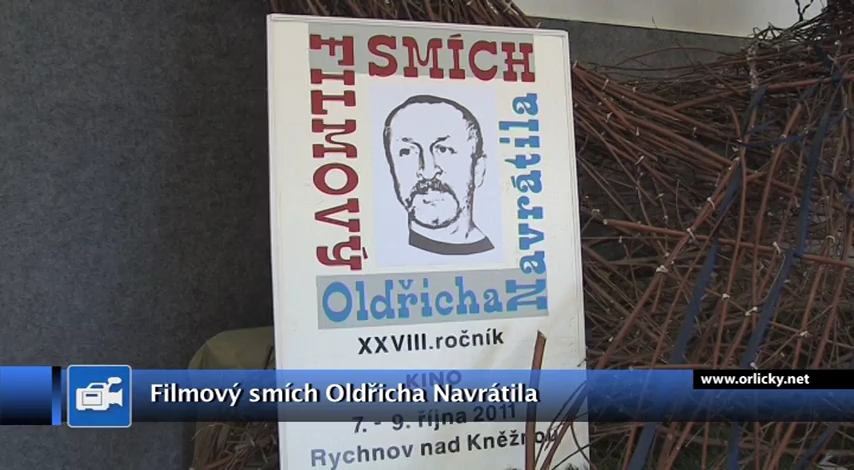 FILMOVÝ
SMÍCH
Oldřicha
Navrátila
XXVIII.ročník
KINO
7. - 9. října 2011
Rychnov nad Kněžnou
Filmový smích Oldřicha Navrátila
www.orlicky.net